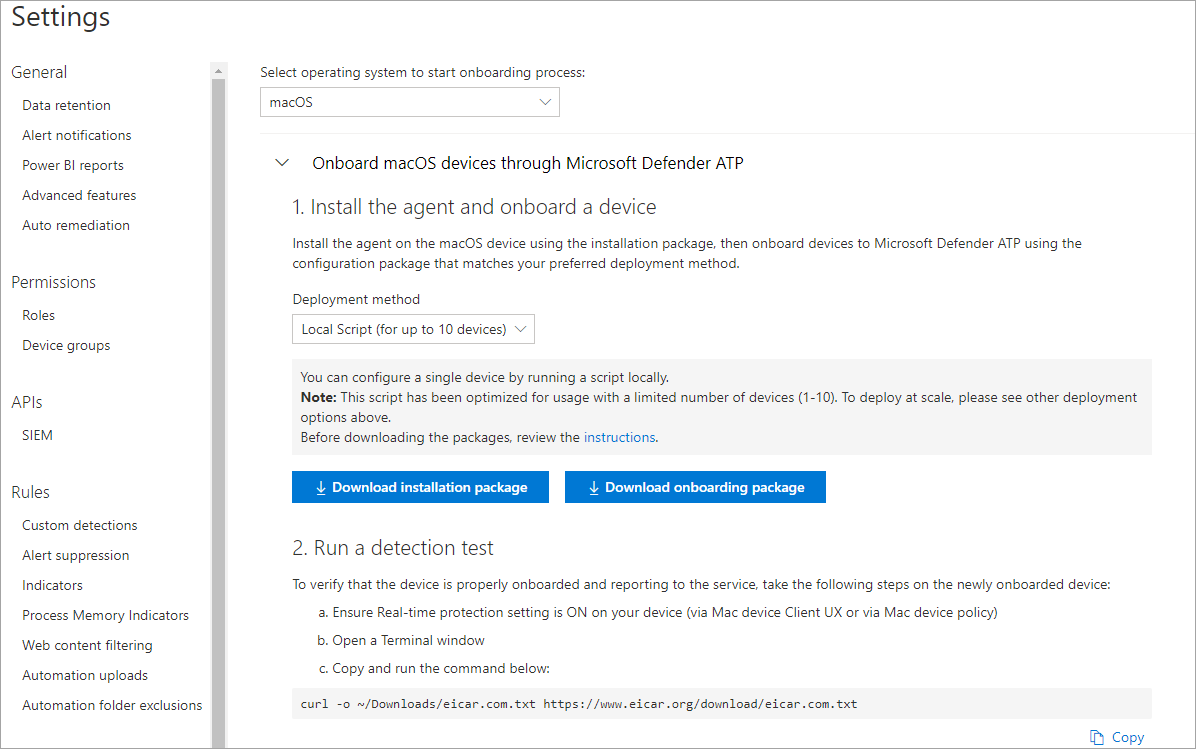 Settings
General
Data retention
Alert notifications
Power BI reports
Advanced features
Auto remediation
Permissions
Roles
Device groups
APIs
SIEM
Rules
Custom detections
Alert suppression
Indicators
Process Memory Indicators
Web content filtering
Automation uploads
Automation folder exclusions
Select operating system to start onboarding process:
macOS
Onboard macOS devices through Microsoft Defender ATP
1. Install the agent and onboard a device
Install the agent on the macOS device using the installation package, then onboard devices to Microsoft Defender ATP using the
configuration package that matches your preferred deployment method.
Deployment method
Local Script (for up to 10 devices)
You can configure a single device by running a script locally.
Note: This script has been optimized for usage with a limited number of devices (1-10). To deploy at scale, please see other deployment
options above.
Before downloading the packages, review the instructions.
Download installation package
Download onboarding package
2. Run a detection test
To verify that the device is properly onboarded and reporting to the service, take the following steps on the newly onboarded device:
a. Ensure Real-time protection setting is ON on your device (via Mac device Client UX or via Mac device policy)
b. Open a Terminal window
c. Copy and run the command below:
curl -o ~/Downloads/eicar.com.txt https://www.eicar.org/download/eicar.com.txt
Copy